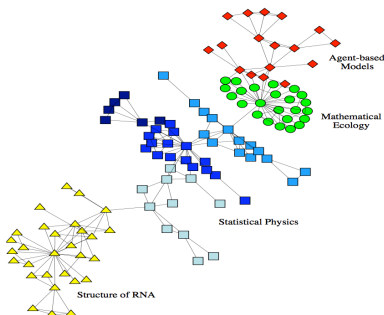 Agent-based
Models
Mathematical
Ecology
Statistical Physics
Structure of RNA